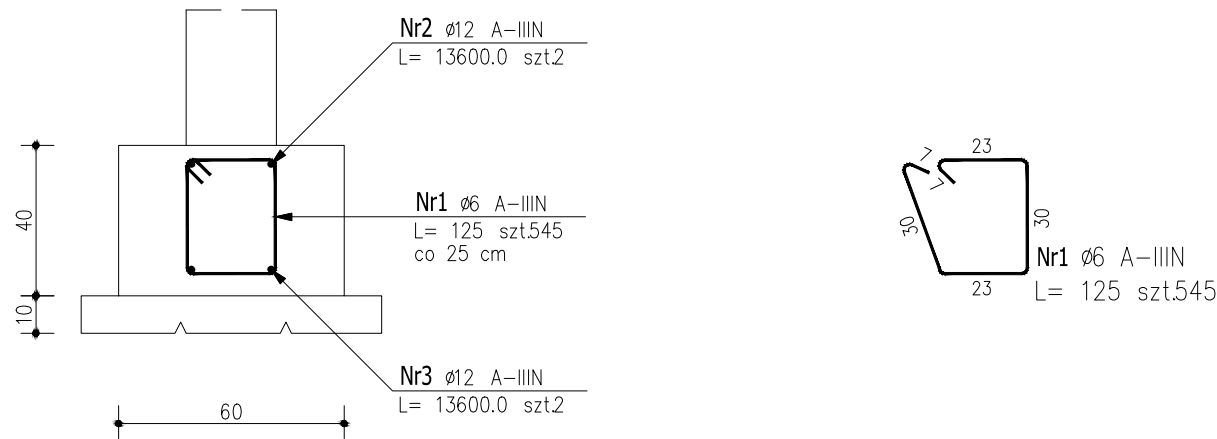 Nr2 ø12 A-IIIN
L= 13600.0 szt.2
40
10
Nr1 ø6 A-IIIN
L= 125 szt.545
co 25 cm
Nr3 ø12 A-IIIN
L= 13600.0 szt.2
60
23
7
7
30
30
23
Nr1 ø6 A-IIIN
L= 125 szt.545